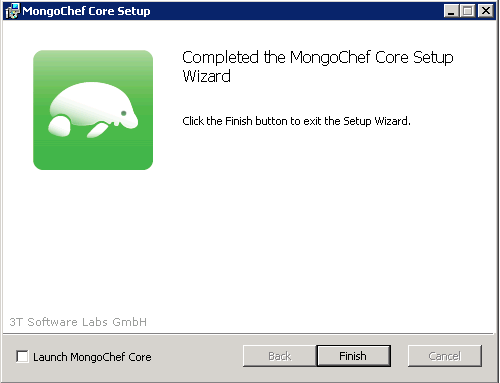 MongoChef Core Setup
Completed the MongoChef Core Setup
Wizard
Click the Finish button to exit the Setup Wizard.
3T Software Labs GmbH
Launch MongoChef Core
Back
Finish
Cancel